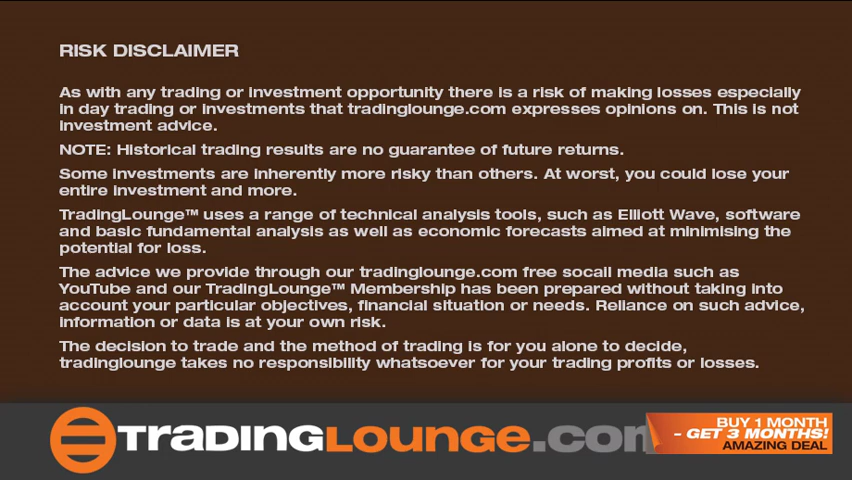 RISK DISCLAIMER
As with any trading or investment opportunity there is a risk of making losses especially
in day trading or investments that tradinglounge.com expresses opinions on. This is not
investment advice.
NOTE: Historical trading results are no guarantee of future returns.
Some investments are inherently more risky than others. At worst, you could lose your
entire investment and more.
TradingLounge™ uses a range of technical analysis tools, such as Elliott Wave, software
and basic fundamental analysis as well as economic forecasts aimed at minimising the
potential for loss.
The advice we provide through our tradinglounge.com free socail media such as
YouTube and our TradingLounge™ Membership has been prepared without taking into
account your particular objectives, financial situation or needs. Reliance on such advice,
information or data is at your own risk.
The decision to trade and the method of trading is for you alone to decide,
tradinglounge takes no responsibility whatsoever for your trading profits or losses.
TRADINGLOUNGE.com
BUY 1 MONTH
- GET 3 MONTHS!
AMAZING DEAL